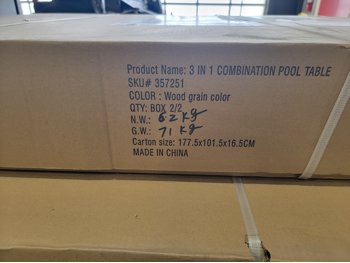 Product Name: 3 IN 1 COMBINATION POOL TABLE
SKU# 357251
COLOR : Wood grain color
QTY: BOX 2/2
N.W.: 62 Kg
G.W.: 71 Kg
Carton size: 177.5x101.5x16.5CM
MADE IN CHINA